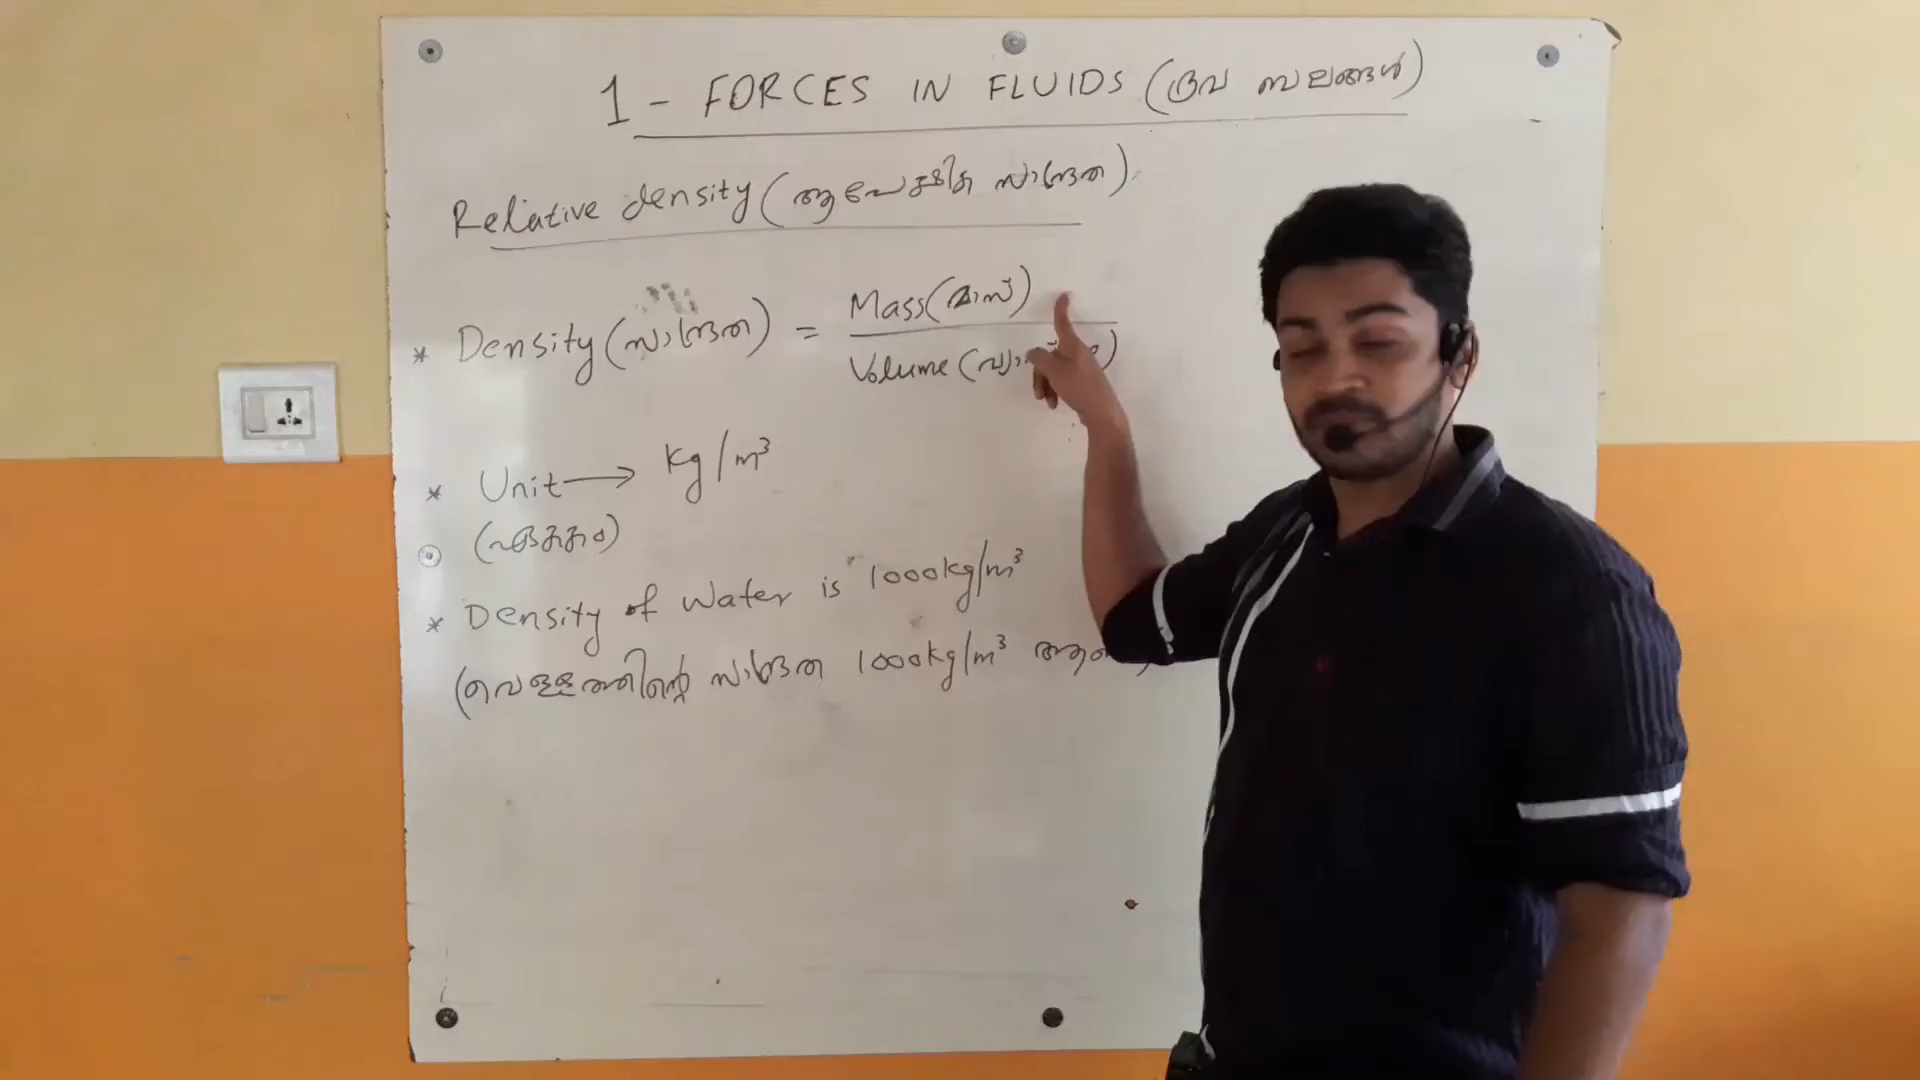 1 - FORCES IN FLUIDS (ദ്രവ ബലങ്ങൾ)
Relative density (ആപേക്ഷിക സാന്ദ്രത)
* Density (സാന്ദ്രത) = Mass (മാസ്)
Volume
* Unit → kg/m³
(ഏകകം)
* Density of Water is 1000kg/m³
(വെള്ളത്തിന്റെ സാന്ദ്രത 1000kg/m³